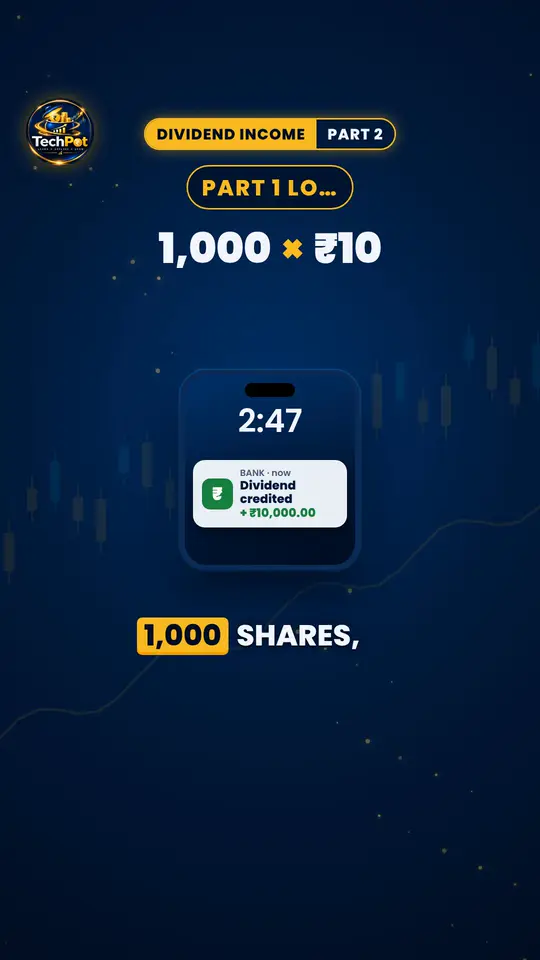 TechPot
DIVIDEND INCOME PART 2
PART 1 LO...
1,000 × ₹10
2:47
BANK · now
Dividend
credited
+ ₹10,000.00
1,000 SHARES,